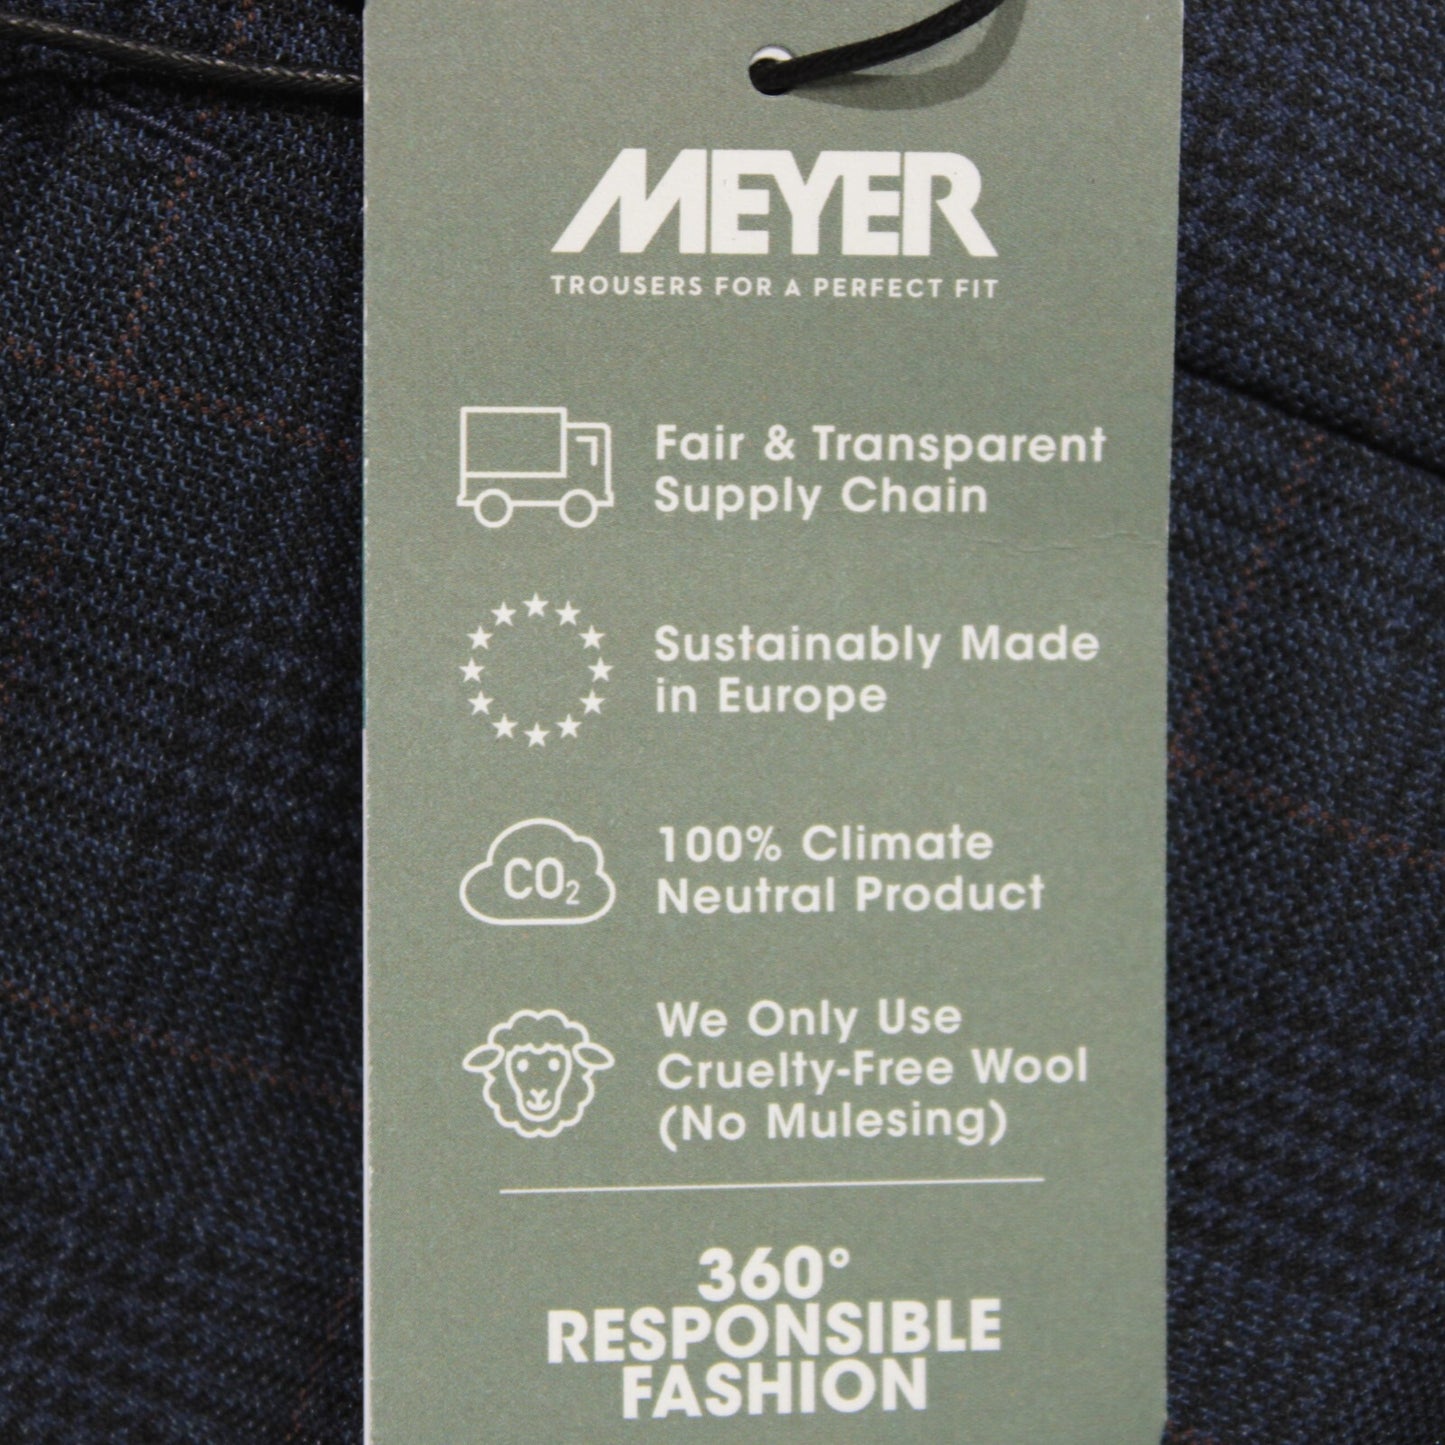 MEYER
TROUSERS FOR A PERFECT FIT
Fair & Transparent
Supply Chain
Sustainably Made
in Europe
CO₂
100% Climate
Neutral Product
We Only Use
Cruelty-Free Wool
(No Mulesing)
360°
RESPONSIBLE
FASHION